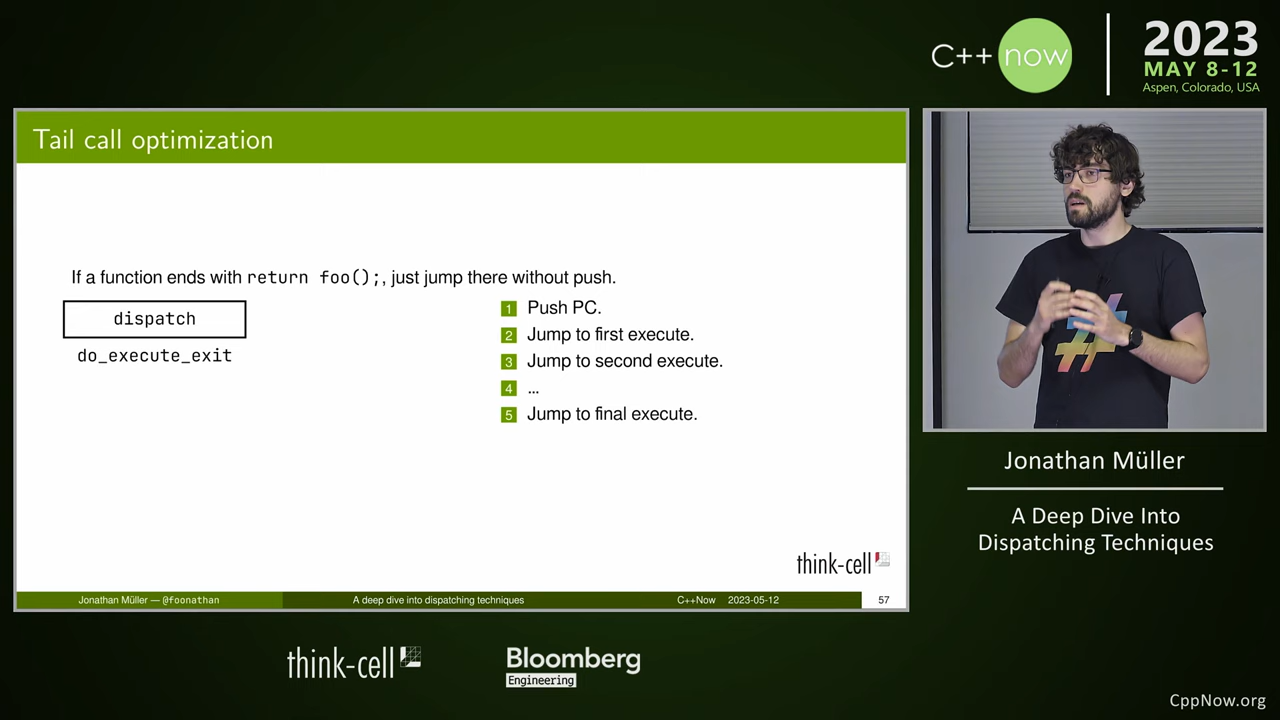 C++ now
2023
MAY 8-12
Aspen, Colorado, USA
Tail call optimization
If a function ends with return foo();, just jump there without push.
dispatch
do_execute_exit
1 Push PC.
2 Jump to first execute.
3 Jump to second execute.
4 ...
5 Jump to final execute.
think-cell
Jonathan Müller — @foonathan
A deep dive into dispatching techniques
C++Now 2023-05-12
57
#
Jonathan Müller
A Deep Dive Into
Dispatching Techniques
think-cell
Bloomberg
Engineering
CppNow.org